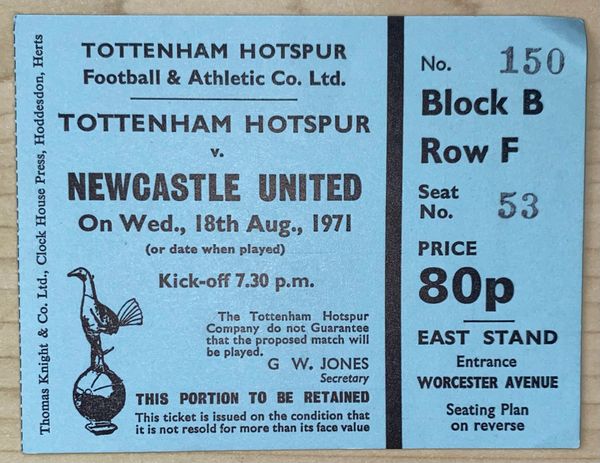 Thomas Knight & Co. Ltd., Clock House Press, Hoddesdon, Herts
TOTTENHAM HOTSPUR
Football & Athletic Co. Ltd.
TOTTENHAM HOTSPUR
v.
NEWCASTLE UNITED
On Wed., 18th Aug., 1971
(or date when played)
Kick-off 7.30 p.m.
The Tottenham Hotspur
Company do not Guarantee
that the proposed match will
be played.
G W. JONES
Secretary
THIS PORTION TO BE RETAINED
This ticket is issued on the condition that
it is not resold for more than its face value
No. 150
Block B
Row F
Seat
No. 53
PRICE
80p
EAST STAND
Entrance
WORCESTER AVENUE
Seating Plan
on reverse